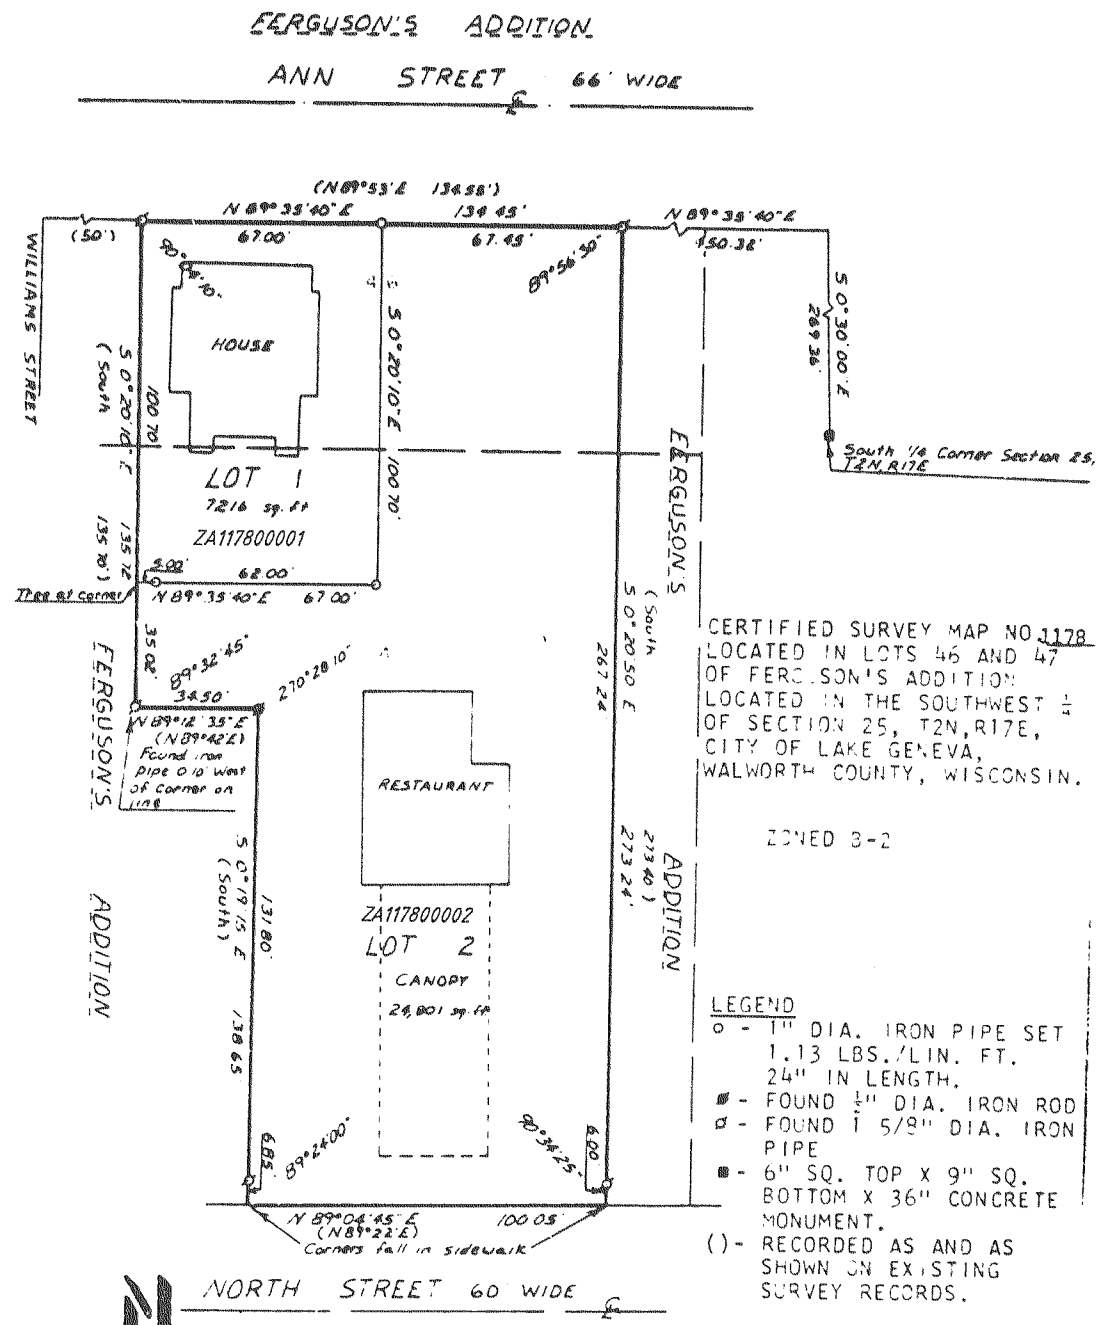 FERGUSON'S ADDITION
ANN STREET 66' WIDE
(N 89°53'E 134.58')
N 89°35'40"E 134.45'
67.00' 67.45'
N 89°35'40"E
150.38'
(50')
WILLIAMS STREET
89°56'30"
HOUSE
S 0°20'10"E 100.70
(South
135.12
135.70')
S 0°20'10"E 100.70'
S 0°30'00"E
269.36'
South 1/4 Corner Section 25,
T2N, R17E
LOT 1
7216 sq. ft
ZA117800001
5.00'
62.00'
Tree at corner
N 89°35'40"E 67.00'
35.02'
89°32'45"
270°28'10"
34.50'
N 89°12'35"E
(N 89°42'E)
Found iron
pipe 0.10' West
of Corner on
line
FERGUSON'S ADDITION
S 0°19'15"E 131.80'
(South)
138.65
RESTAURANT
ZA117800002
LOT 2
CANOPY
24,801 sq. ft
(South
S 0°20'50"E
267.24
273.40')
273.24'
FERGUSON'S ADDITION
CERTIFIED SURVEY MAP NO. 1178
LOCATED IN LOTS 46 AND 47
OF FERGUSON'S ADDITION
LOCATED IN THE SOUTHWEST ¼
OF SECTION 25, T2N,R17E,
CITY OF LAKE GENEVA,
WALWORTH COUNTY, WISCONSIN.
ZONED B-2
LEGEND
o - 1" DIA. IRON PIPE SET
1.13 LBS./LIN. FT.
24" IN LENGTH.
- FOUND ½" DIA. IRON ROD
- FOUND 1 5/8" DIA. IRON
PIPE
- 6" SQ. TOP X 9" SQ.
BOTTOM X 36" CONCRETE
MONUMENT.
()- RECORDED AS AND AS
SHOWN ON EXISTING
SURVEY RECORDS.
6.85'
89°24'00"
90°34'25"
6.00'
N 89°04'45"E 100.05'
(N 89°22'E)
Corners fall in sidewalk
N
NORTH STREET 60' WIDE